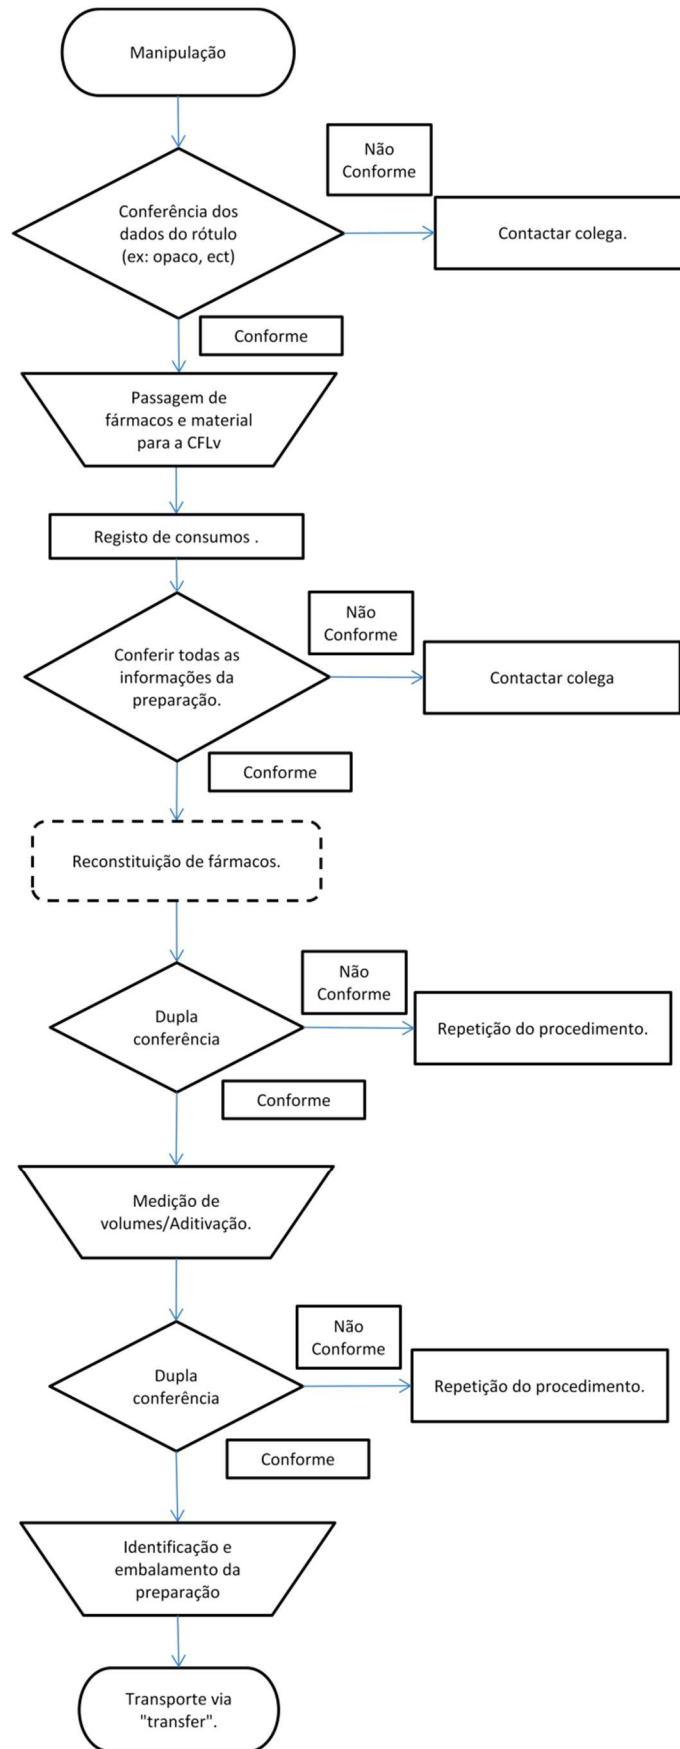 Manipulação
Não
Conforme
Conferência dos
dados do rótulo
(ex: opaco, ect)
Contactar colega.
Conforme
Passagem de
fármacos e material
para a CFLv
Registo de consumos .
Não
Conforme
Conferir todas as
informações da
preparação.
Contactar colega
Conforme
Reconstituição de fármacos.
Não
Conforme
Dupla
conferência
Repetição do procedimento.
Conforme
Medição de
volumes/Aditivação.
Não
Conforme
Dupla
conferência
Repetição do procedimento.
Conforme
Identificação e
embalamento da
preparação
Transporte via
"transfer".